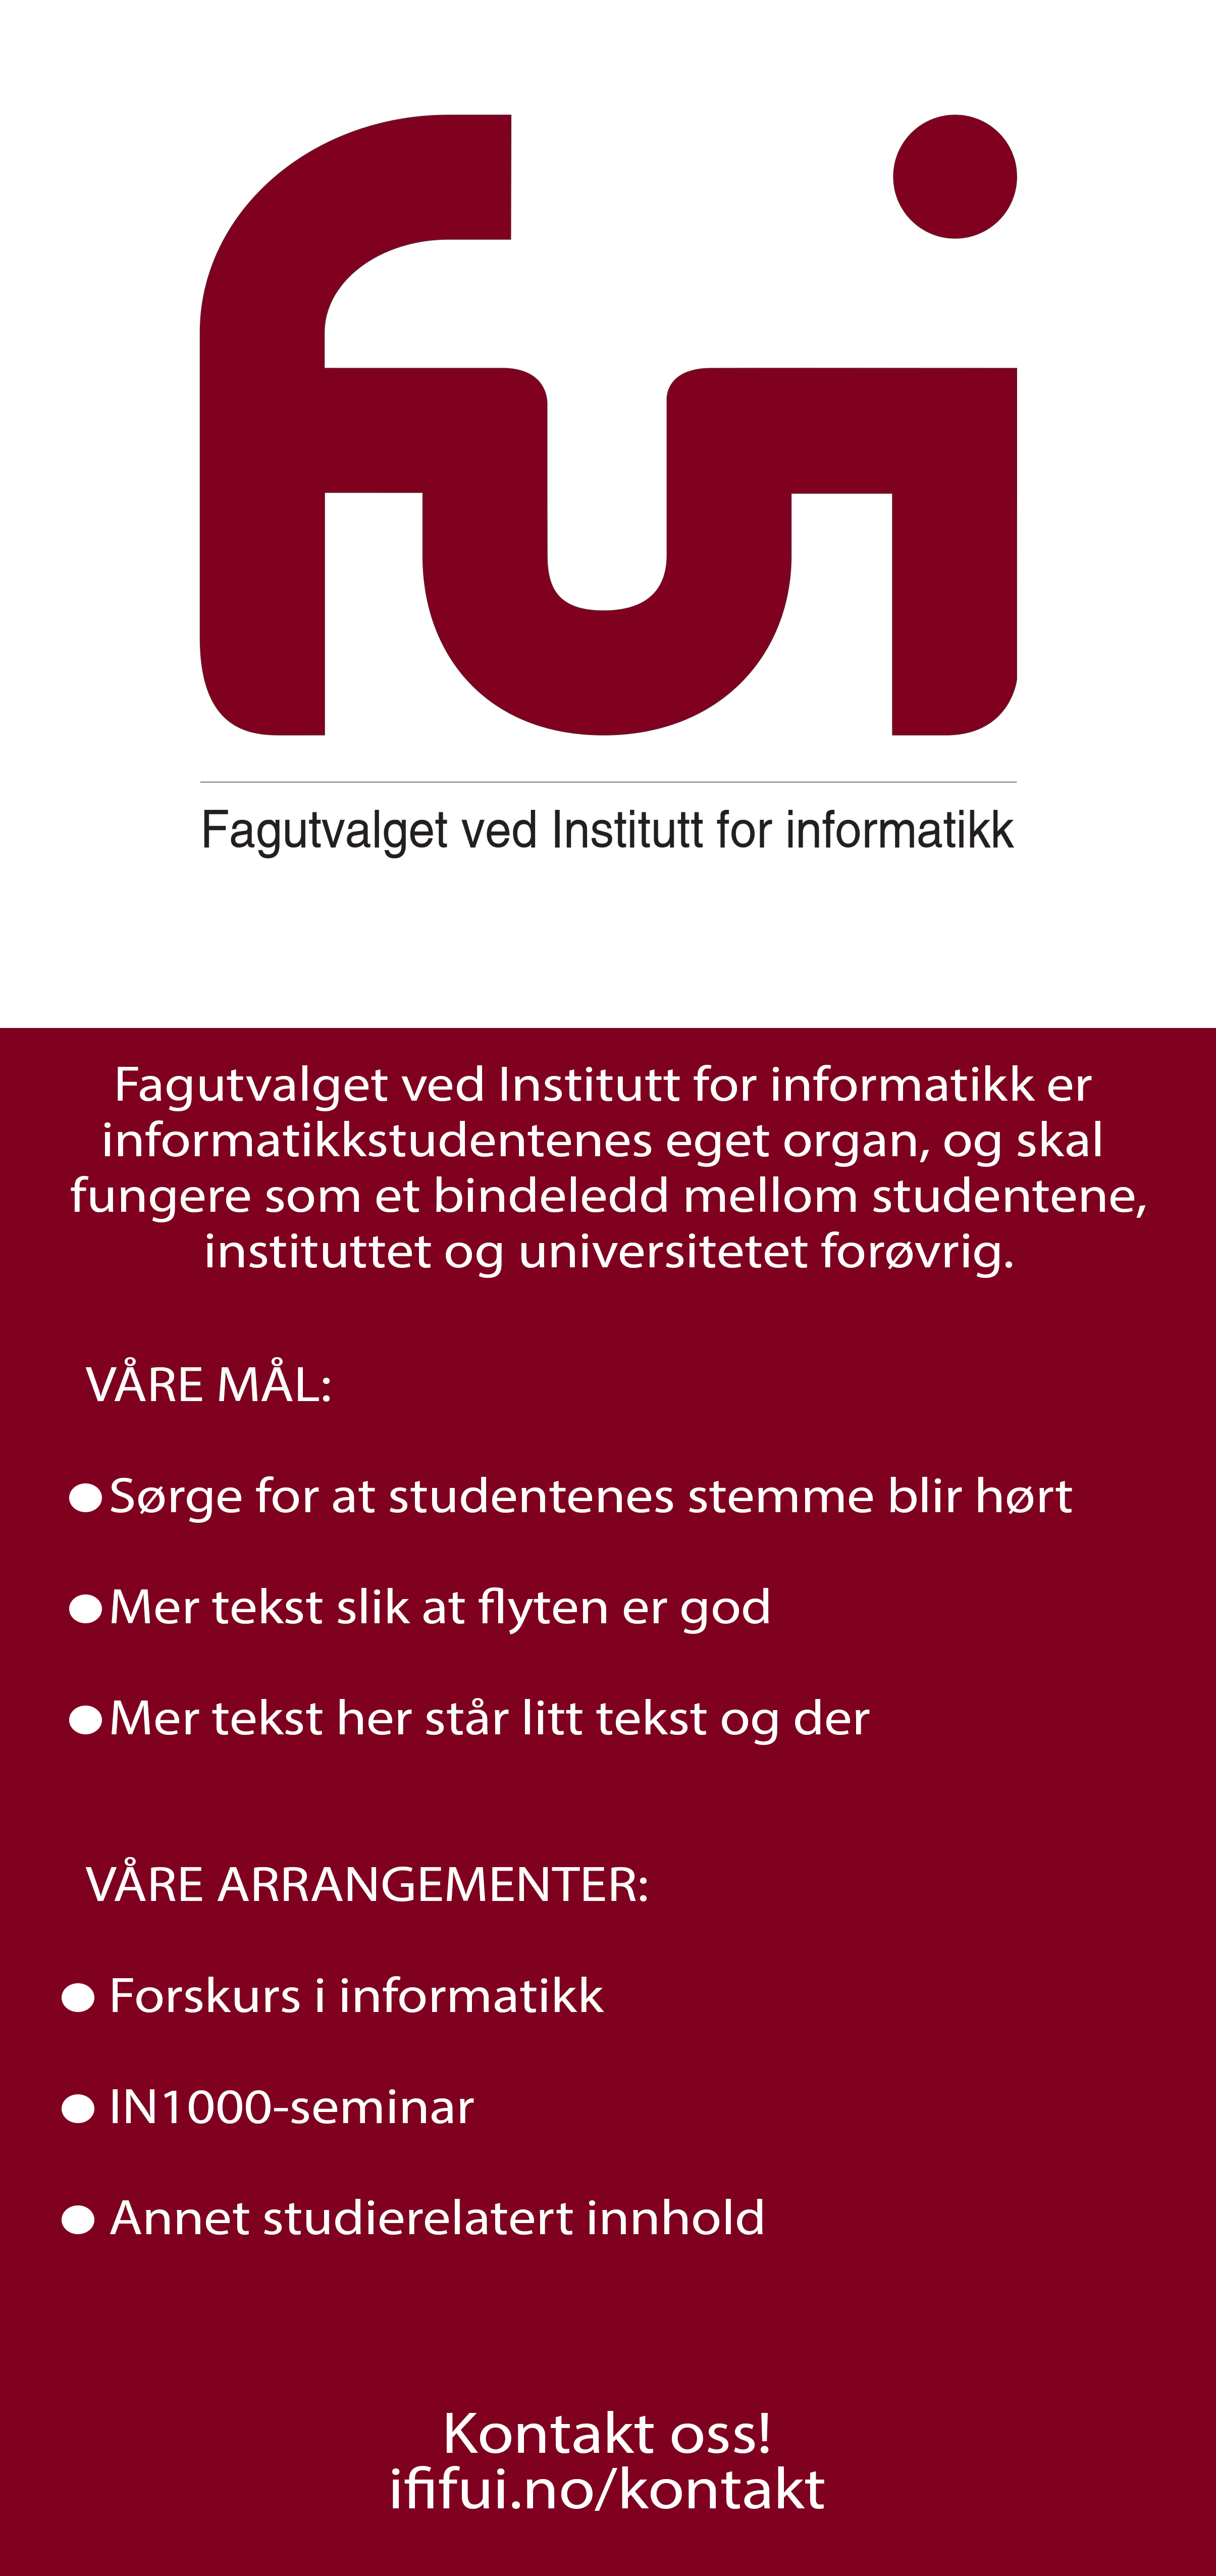 fui
Fagutvalget ved Institutt for informatikk
Fagutvalget ved Institutt for informatikk er
informatikkstudentenes eget organ, og skal
fungere som et bindeledd mellom studentene,
instituttet og universitetet forøvrig.
VÅRE MÅL:
● Sørge for at studentenes stemme blir hørt
● Mer tekst slik at flyten er god
● Mer tekst her står litt tekst og der
VÅRE ARRANGEMENTER:
● Forskurs i informatikk
● IN1000-seminar
● Annet studierelatert innhold
Kontakt oss!
ififui.no/kontakt